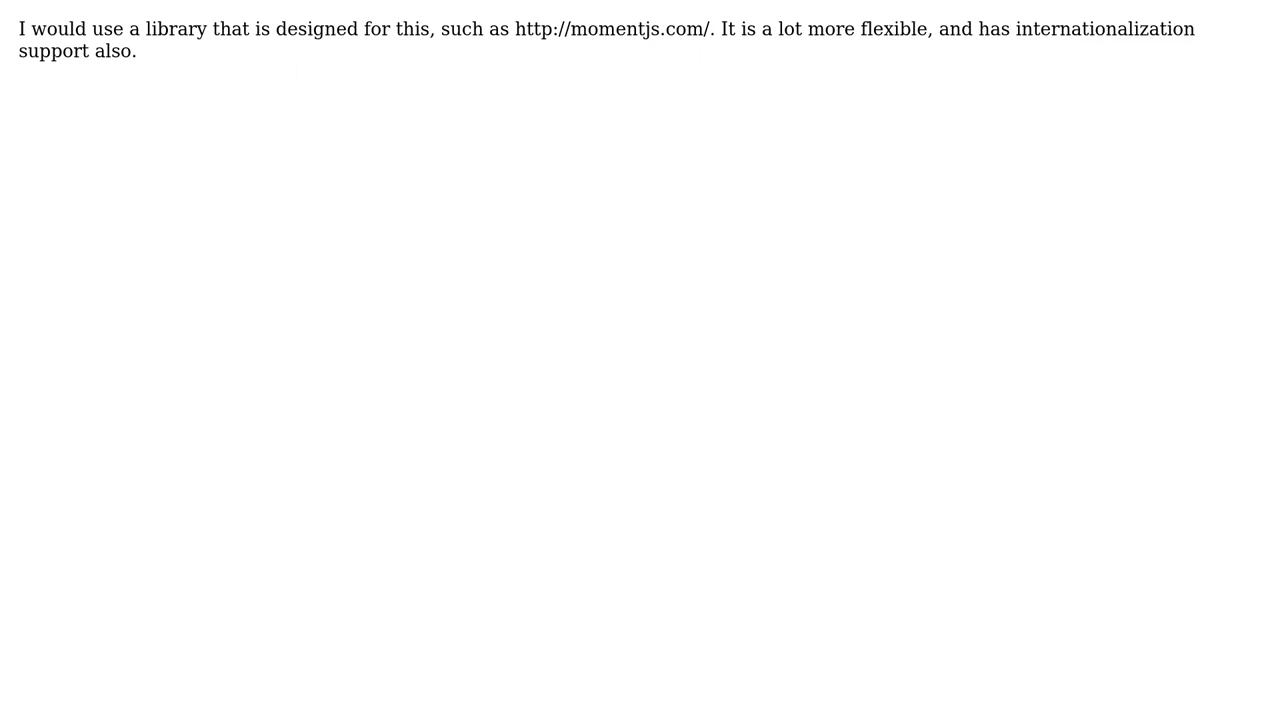 I would use a library that is designed for this, such as http://momentjs.com/. It is a lot more flexible, and has internationalization
support also.